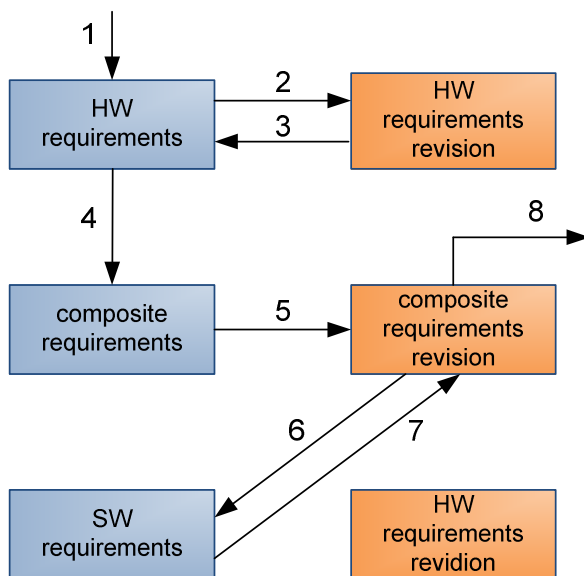 1
HW
requirements
2
3
HW
requirements
revision
4
8
composite
requirements
5
composite
requirements
revision
6
7
SW
requirements
HW
requirements
revidion